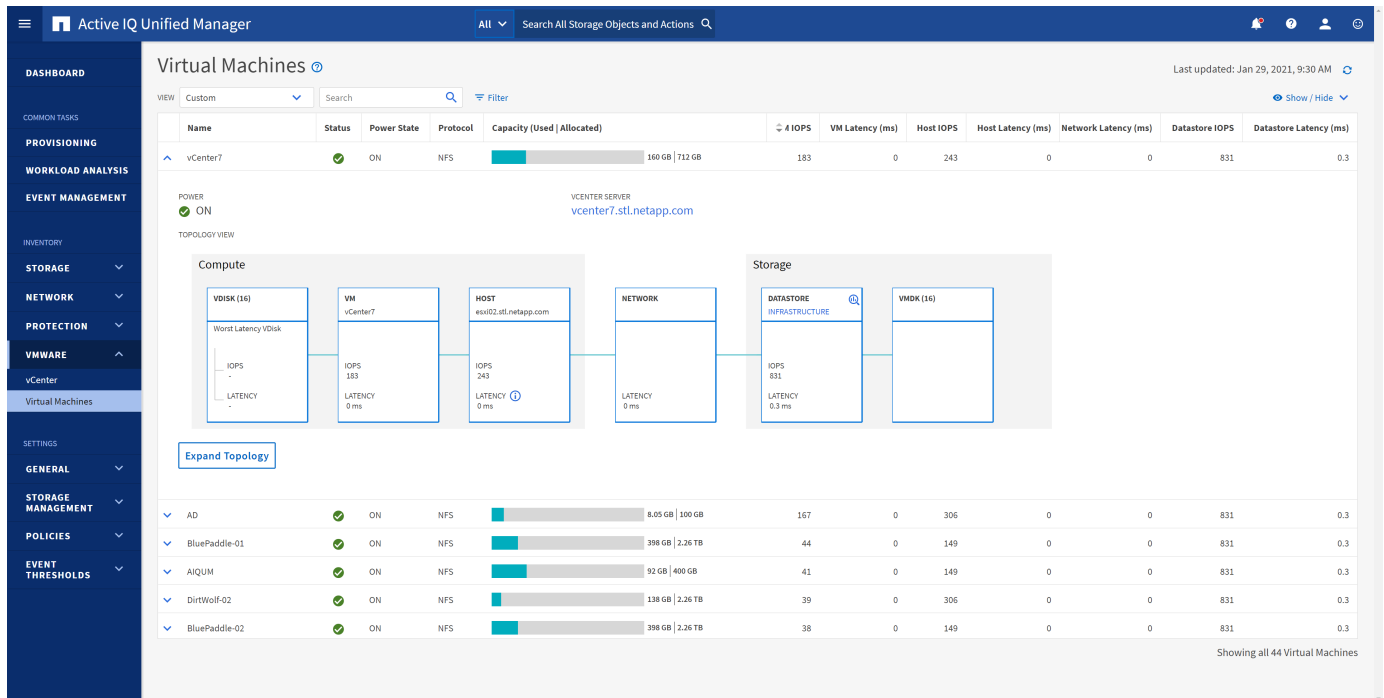 Active IQ Unified Manager
All
Search All Storage Objects and Actions
DASHBOARD
COMMON TASKS
PROVISIONING
WORKLOAD ANALYSIS
EVENT MANAGEMENT
INVENTORY
STORAGE
NETWORK
PROTECTION
VMWARE
vCenter
Virtual Machines
SETTINGS
GENERAL
STORAGE
MANAGEMENT
POLICIES
EVENT
THRESHOLDS
Virtual Machines
Last updated: Jan 29, 2021, 9:30 AM
VIEW Custom Search Filter Show / Hide
Name Status Power State Protocol Capacity (Used | Allocated) IOPS VM Latency (ms) Host IOPS Host Latency (ms) Network Latency (ms) Datastore IOPS Datastore Latency (ms)
vCenter7 ON NFS 160 GB | 712 GB 183 0 243 0 0 831 0.3
POWER
ON
VCENTER SERVER
vcenter7.stl.netapp.com
TOPOLOGY VIEW
Compute
VDISK (16)
Worst Latency VDisk
IOPS
-
LATENCY
-
VM
vCenter7
IOPS
183
LATENCY
0 ms
HOST
esxi02.stl.netapp.com
IOPS
243
LATENCY
0 ms
NETWORK
LATENCY
0 ms
Storage
DATASTORE
INFRASTRUCTURE
IOPS
831
LATENCY
0.3 ms
VMDK (16)
Expand Topology
AD ON NFS 8.05 GB | 100 GB 167 0 306 0 0 831 0.3
BluePaddle-01 ON NFS 398 GB | 2.26 TB 44 0 149 0 0 831 0.3
AIQUM ON NFS 92 GB | 400 GB 41 0 149 0 0 831 0.3
DirtWolf-02 ON NFS 138 GB | 2.26 TB 39 0 306 0 0 831 0.3
BluePaddle-02 ON NFS 398 GB | 2.26 TB 38 0 149 0 0 831 0.3
Showing all 44 Virtual Machines